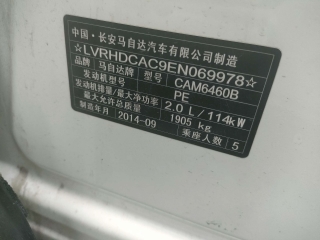 中国·长安马自达汽车有限公司制造
☆LVRHDCAC9EN069978☆
品牌 马自达牌 型号 CAM6460B
发动机型号 PE
发动机排量/最大净功率 2.0 L/114kW
最大允许总质量 1905 kg
制造年月 2014-09 乘座人数 5